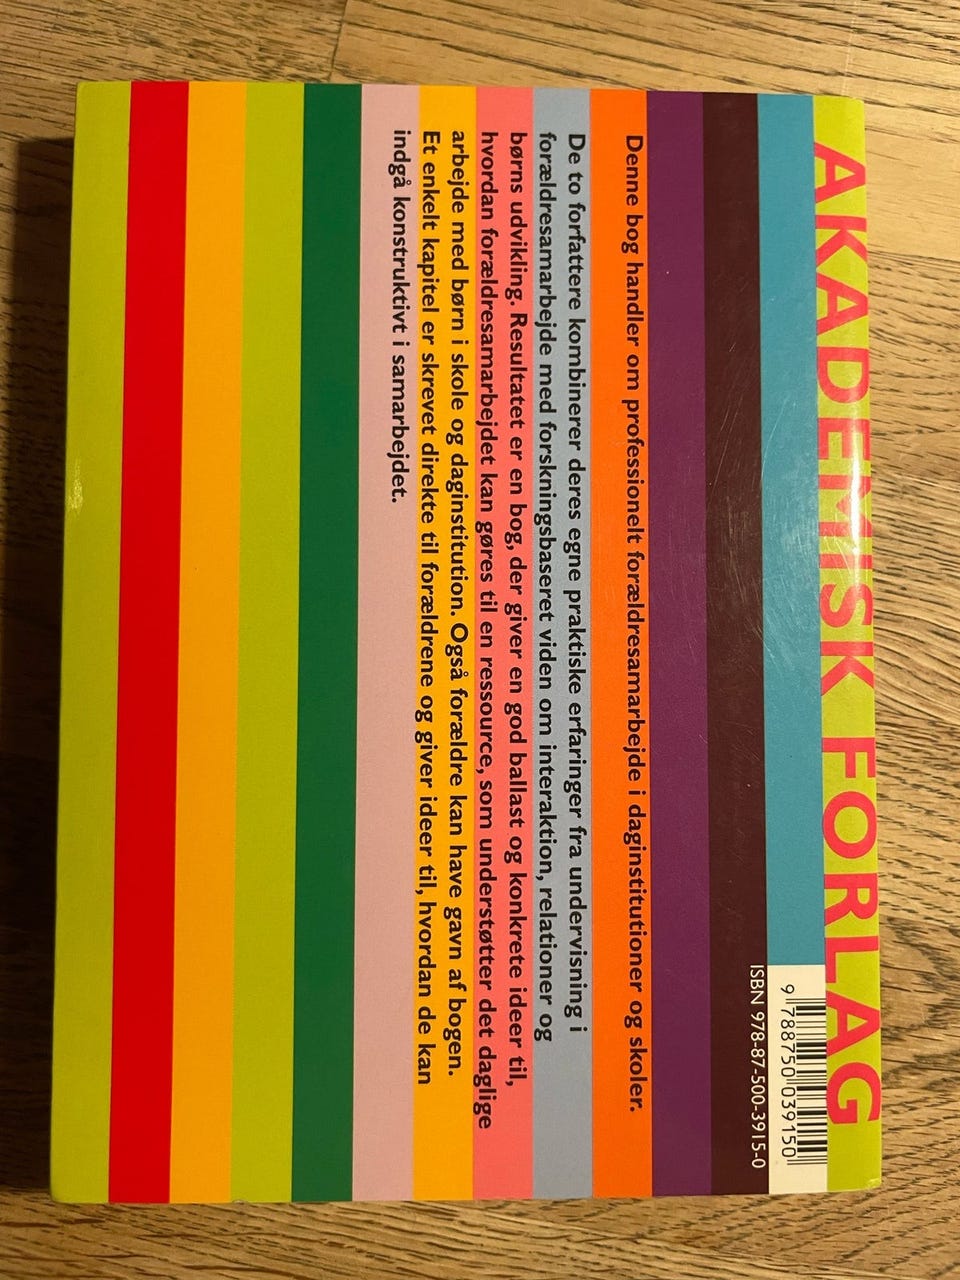 AKADEMISK FORLAG
Denne bog handler om professionelt forældresamarbejde i daginstitutioner og skoler.
De to forfattere kombinerer deres egne praktiske erfaringer fra undervisning i
forældresamarbejde med forskningsbaseret viden om interaktion, relationer og
børns udvikling. Resultatet er en bog, der giver en god ballast og konkrete ideer til,
hvordan forældresamarbejdet kan gøres til en ressource, som understøtter det daglige
arbejde med børn i skole og daginstitution. Også forældre kan have gavn af bogen.
Et enkelt kapitel er skrevet direkte til forældrene og giver ideer til, hvordan de kan
indgå konstruktivt i samarbejdet.
9 788750 039150
ISBN 978-87-500-3915-0